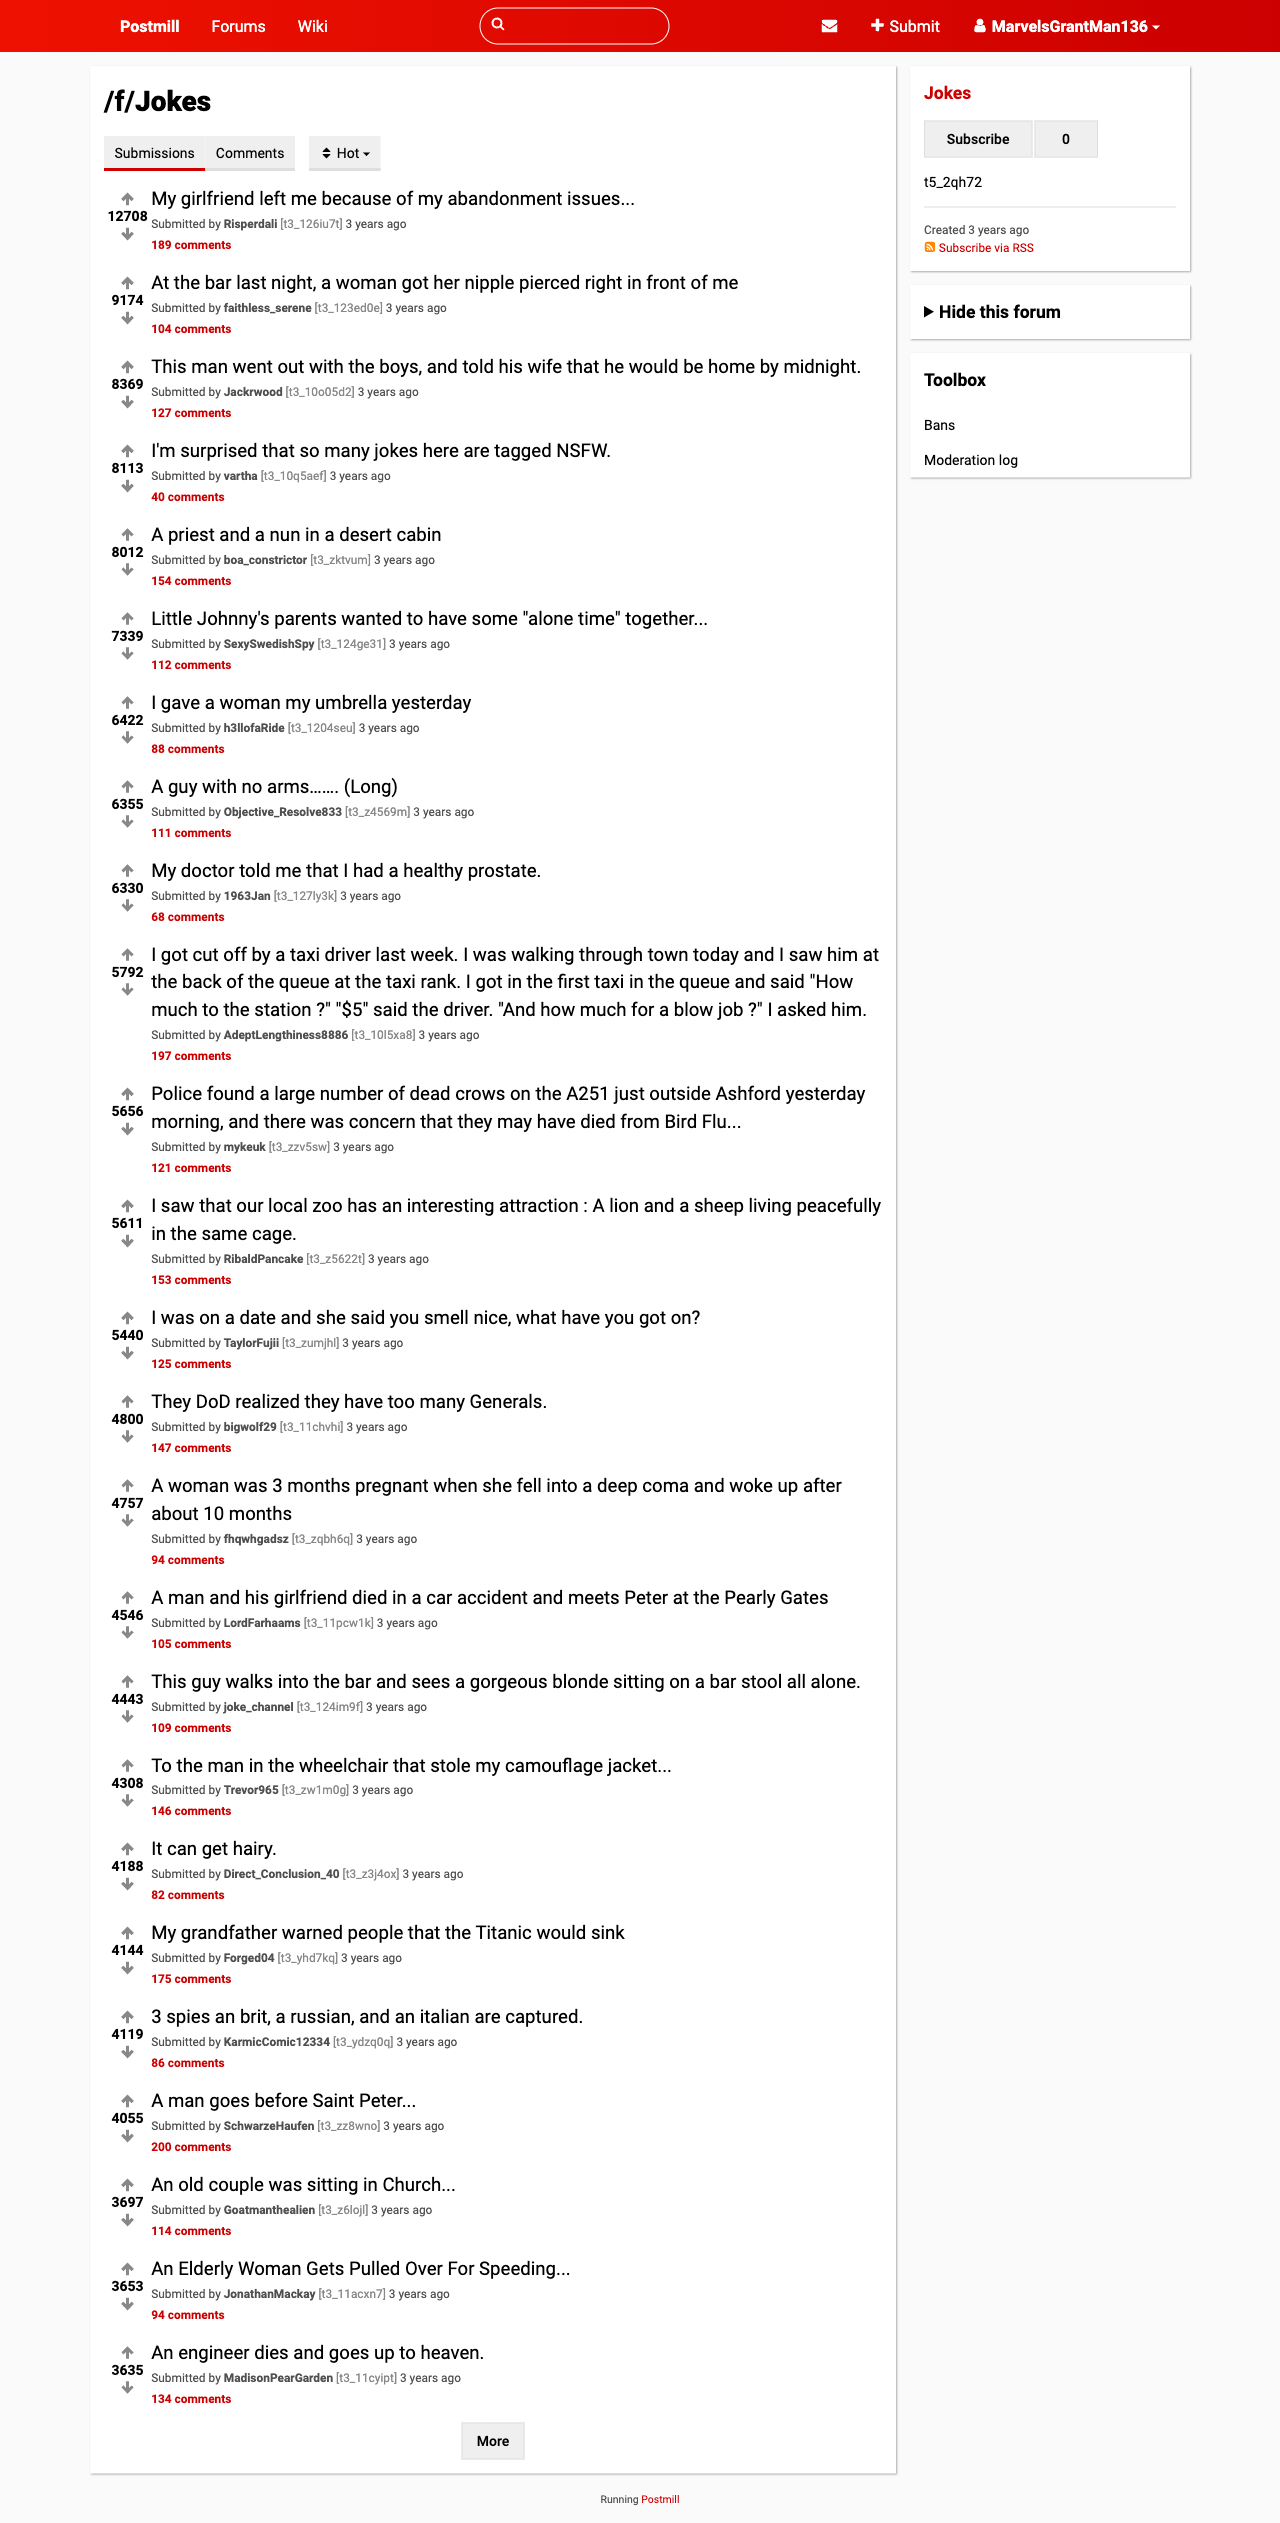 Postmill
Forums
Wiki
Submit
MarvelsGrantMan136
/f/Jokes
Submissions
Comments
Hot
12708
My girlfriend left me because of my abandonment issues...
Submitted by Risperdali [t3_126iu7t] 3 years ago
189 comments
9174
At the bar last night, a woman got her nipple pierced right in front of me
Submitted by faithless_serene [t3_123ed0e] 3 years ago
104 comments
8369
This man went out with the boys, and told his wife that he would be home by midnight.
Submitted by Jackrwood [t3_10o05d2] 3 years ago
127 comments
8113
I'm surprised that so many jokes here are tagged NSFW.
Submitted by vartha [t3_10q5aef] 3 years ago
40 comments
8012
A priest and a nun in a desert cabin
Submitted by boa_constrictor [t3_zktvum] 3 years ago
154 comments
7339
Little Johnny's parents wanted to have some "alone time" together...
Submitted by SexySwedishSpy [t3_124ge31] 3 years ago
112 comments
6422
I gave a woman my umbrella yesterday
Submitted by h3llofaRide [t3_1204seu] 3 years ago
88 comments
6355
A guy with no arms....... (Long)
Submitted by Objective_Resolve833 [t3_z4569m] 3 years ago
111 comments
6330
My doctor told me that I had a healthy prostate.
Submitted by 1963Jan [t3_127ly3k] 3 years ago
68 comments
5792
I got cut off by a taxi driver last week. I was walking through town today and I saw him at
the back of the queue at the taxi rank. I got in the first taxi in the queue and said "How
much to the station ?" "$5" said the driver. "And how much for a blow job ?" I asked him.
Submitted by AdeptLengthiness8886 [t3_10l5xa8] 3 years ago
197 comments
5656
Police found a large number of dead crows on the A251 just outside Ashford yesterday
morning, and there was concern that they may have died from Bird Flu...
Submitted by mykeuk [t3_zzv5sw] 3 years ago
121 comments
5611
I saw that our local zoo has an interesting attraction : A lion and a sheep living peacefully
in the same cage.
Submitted by RibaldPancake [t3_z5622t] 3 years ago
153 comments
5440
I was on a date and she said you smell nice, what have you got on?
Submitted by TaylorFujii [t3_zumjhl] 3 years ago
125 comments
4800
They DoD realized they have too many Generals.
Submitted by bigwolf29 [t3_11chvhi] 3 years ago
147 comments
4757
A woman was 3 months pregnant when she fell into a deep coma and woke up after
about 10 months
Submitted by fhqwhgadsz [t3_zqbh6q] 3 years ago
94 comments
4546
A man and his girlfriend died in a car accident and meets Peter at the Pearly Gates
Submitted by LordFarhaams [t3_11pcw1k] 3 years ago
105 comments
4443
This guy walks into the bar and sees a gorgeous blonde sitting on a bar stool all alone.
Submitted by joke_channel [t3_124im9f] 3 years ago
109 comments
4308
To the man in the wheelchair that stole my camouflage jacket...
Submitted by Trevor965 [t3_zw1m0g] 3 years ago
146 comments
4188
It can get hairy.
Submitted by Direct_Conclusion_40 [t3_z3j4ox] 3 years ago
82 comments
4144
My grandfather warned people that the Titanic would sink
Submitted by Forged04 [t3_yhd7kq] 3 years ago
175 comments
4119
3 spies an brit, a russian, and an italian are captured.
Submitted by KarmicComic12334 [t3_ydzq0q] 3 years ago
86 comments
4055
A man goes before Saint Peter...
Submitted by SchwarzeHaufen [t3_zz8wno] 3 years ago
200 comments
3697
An old couple was sitting in Church...
Submitted by Goatmanthealien [t3_z6lojl] 3 years ago
114 comments
3653
An Elderly Woman Gets Pulled Over For Speeding...
Submitted by JonathanMackay [t3_11acxn7] 3 years ago
94 comments
3635
An engineer dies and goes up to heaven.
Submitted by MadisonPearGarden [t3_11cyipt] 3 years ago
134 comments
More
Jokes
Subscribe
0
t5_2qh72
Created 3 years ago
Subscribe via RSS
Hide this forum
Toolbox
Bans
Moderation log
Running Postmill